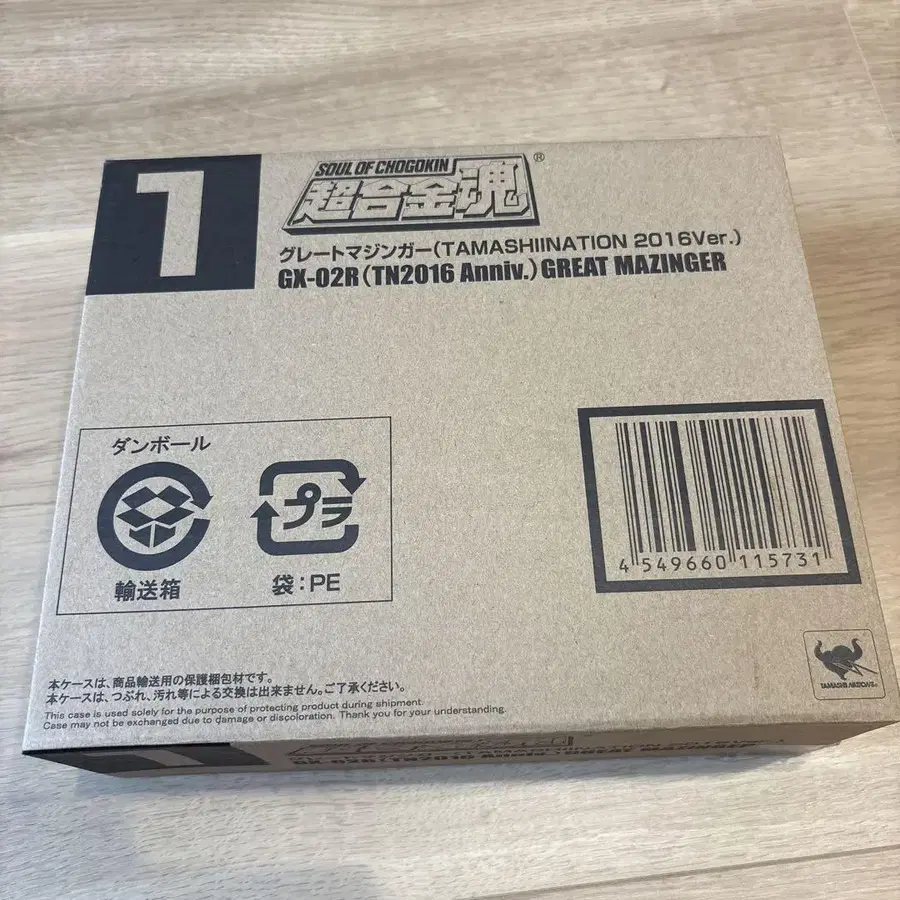 1
SOUL OF CHOGOKIN
超合金魂®
グレートマジンガー(TAMASHIINATION 2016Ver.)
GX-02R(TN2016 Anniv.)GREAT MAZINGER
ダンボール
プラ
輸送箱
袋:PE
4 549660 115731
TAMASHII NATIONS
本ケースは、商品輸送用の保護梱包材です。
本ケースは、つぶれ、汚れ等による交換は出来ません。ご了承ください。
This case is used solely for the purpose of protecting product during shipment.
Case may not be exchanged due to damage or discoloration. Thank you for your understanding.
GX-02R(TN2016 Anniv.)GREAT MAZINGER